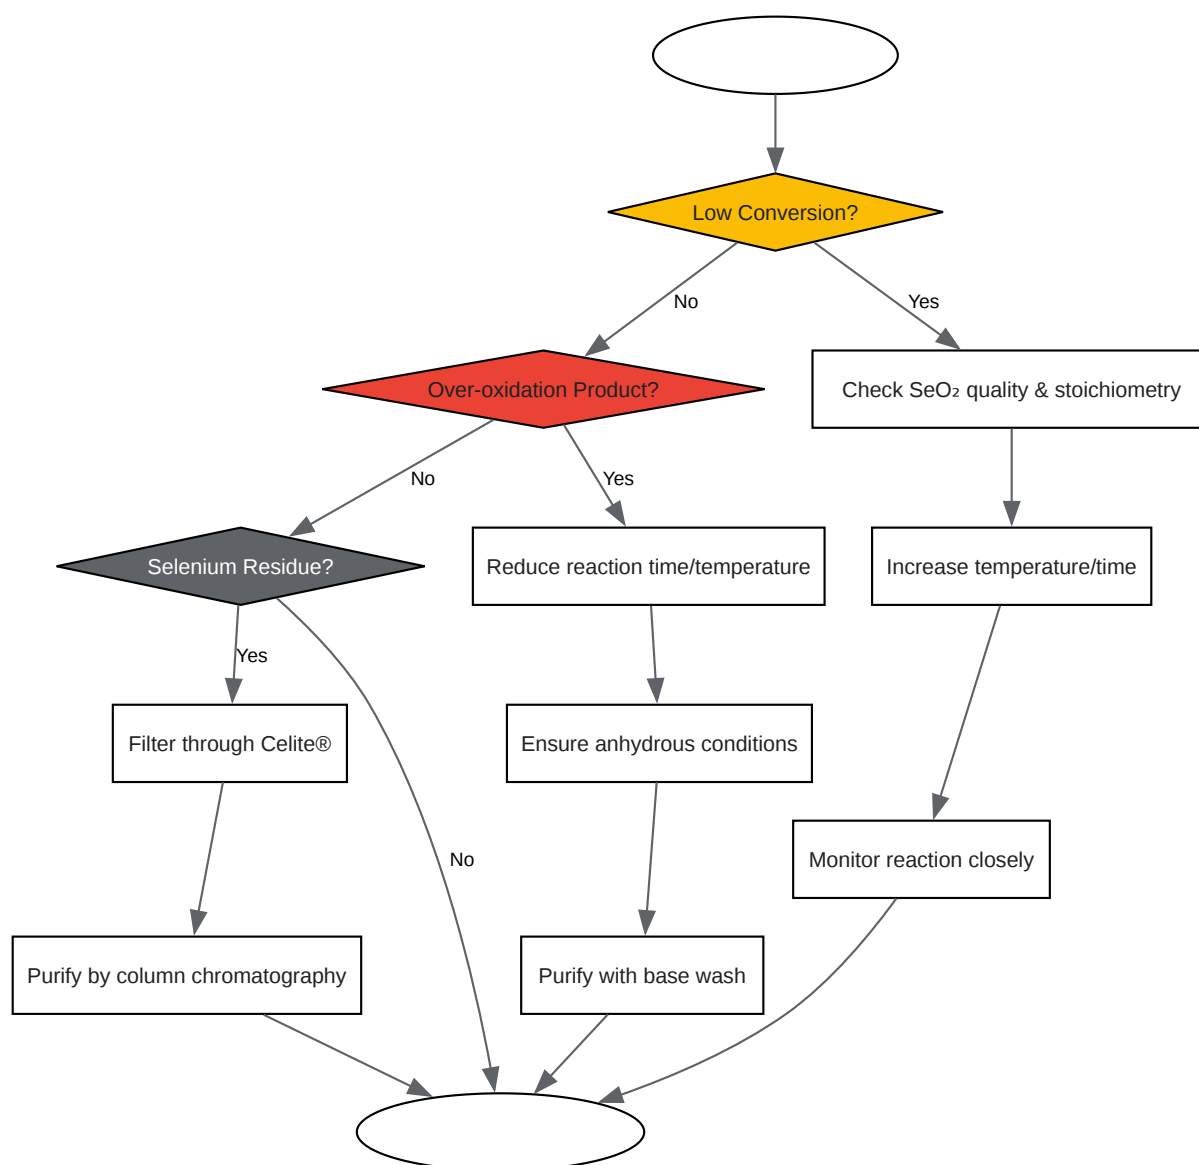 Low Conversion?
No
Yes
Over-oxidation Product?
Check SeO₂ quality & stoichiometry
No
Yes
Selenium Residue?
Reduce reaction time/temperature
Increase temperature/time
Yes
Filter through Celite®
Ensure anhydrous conditions
No
Monitor reaction closely
Purify by column chromatography
Purify with base wash